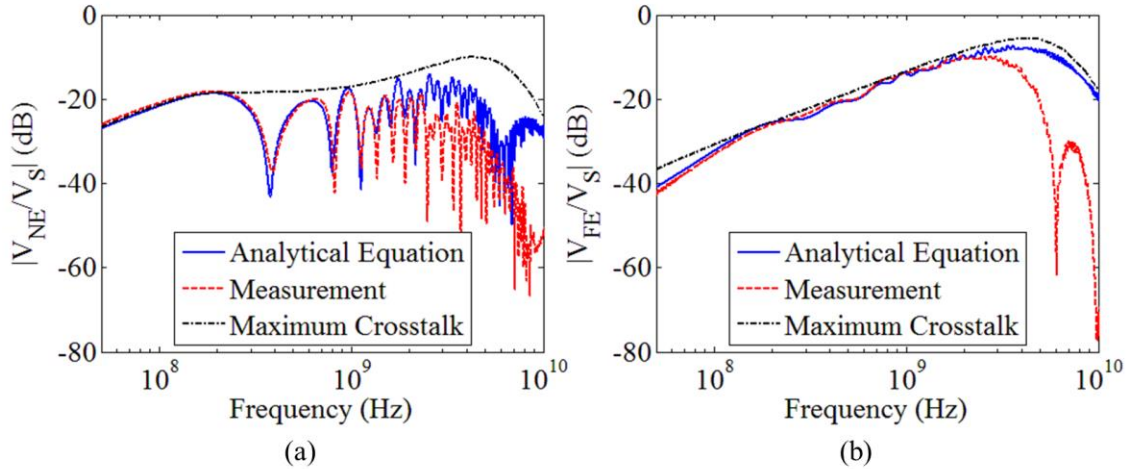 0
-20
-40
-60
-80
|V_NE/V_S| (dB)
Analytical Equation
Measurement
Maximum Crosstalk
10^8
10^9
10^10
Frequency (Hz)
(a)
0
-20
-40
-60
-80
|V_FE/V_S| (dB)
Analytical Equation
Measurement
Maximum Crosstalk
10^8
10^9
10^10
Frequency (Hz)
(b)